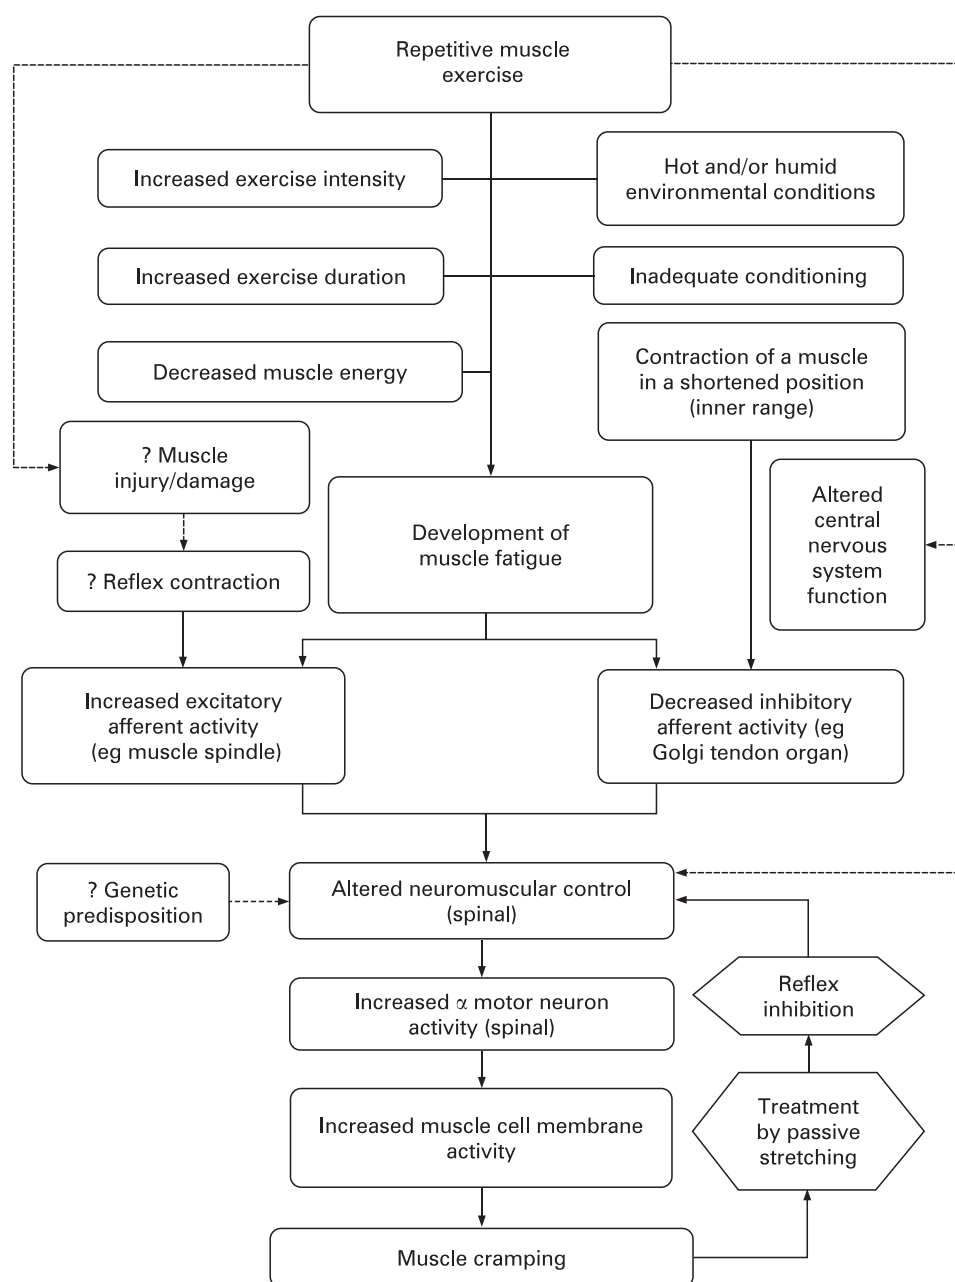 Repetitive muscle
exercise
Increased exercise intensity
Hot and/or humid
environmental conditions
Increased exercise duration
Inadequate conditioning
Decreased muscle energy
Contraction of a muscle
in a shortened position
(inner range)
? Muscle
injury/damage
Altered
central
nervous
system
function
Development of
muscle fatigue
? Reflex contraction
Increased excitatory
afferent activity
(eg muscle spindle)
Decreased inhibitory
afferent activity (eg
Golgi tendon organ)
? Genetic
predisposition
Altered neuromuscular control
(spinal)
Reflex
inhibition
Increased α motor neuron
activity (spinal)
Treatment
by passive
stretching
Increased muscle cell membrane
activity
Muscle cramping